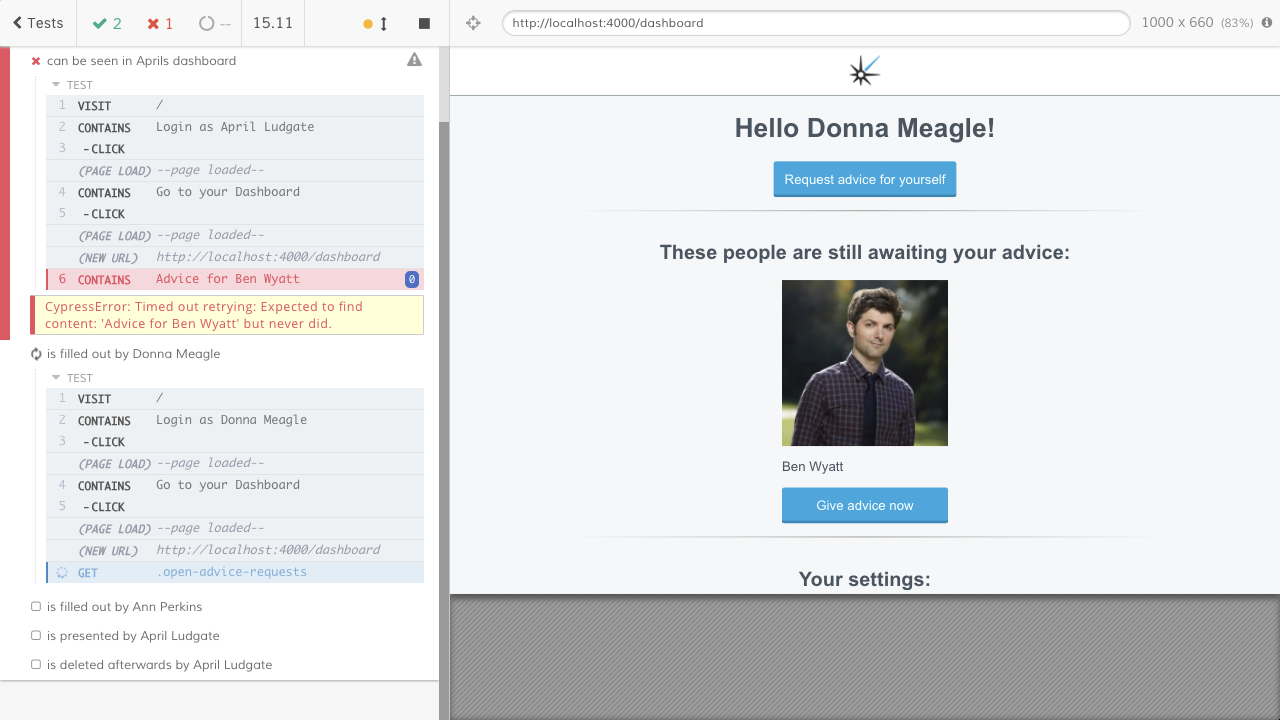 Tests
2
1
--
15.11
http://localhost:4000/dashboard
1000 x 660 (83%)
can be seen in Aprils dashboard
TEST
1 VISIT /
2 CONTAINS Login as April Ludgate
3 -CLICK
(PAGE LOAD) --page loaded--
4 CONTAINS Go to your Dashboard
5 -CLICK
(PAGE LOAD) --page loaded--
(NEW URL) http://localhost:4000/dashboard
6 CONTAINS Advice for Ben Wyatt 0
CypressError: Timed out retrying: Expected to find
content: 'Advice for Ben Wyatt' but never did.
is filled out by Donna Meagle
TEST
1 VISIT /
2 CONTAINS Login as Donna Meagle
3 -CLICK
(PAGE LOAD) --page loaded--
4 CONTAINS Go to your Dashboard
5 -CLICK
(PAGE LOAD) --page loaded--
(NEW URL) http://localhost:4000/dashboard
GET .open-advice-requests
is filled out by Ann Perkins
is presented by April Ludgate
is deleted afterwards by April Ludgate
Hello Donna Meagle!
Request advice for yourself
These people are still awaiting your advice:
Ben Wyatt
Give advice now
Your settings: